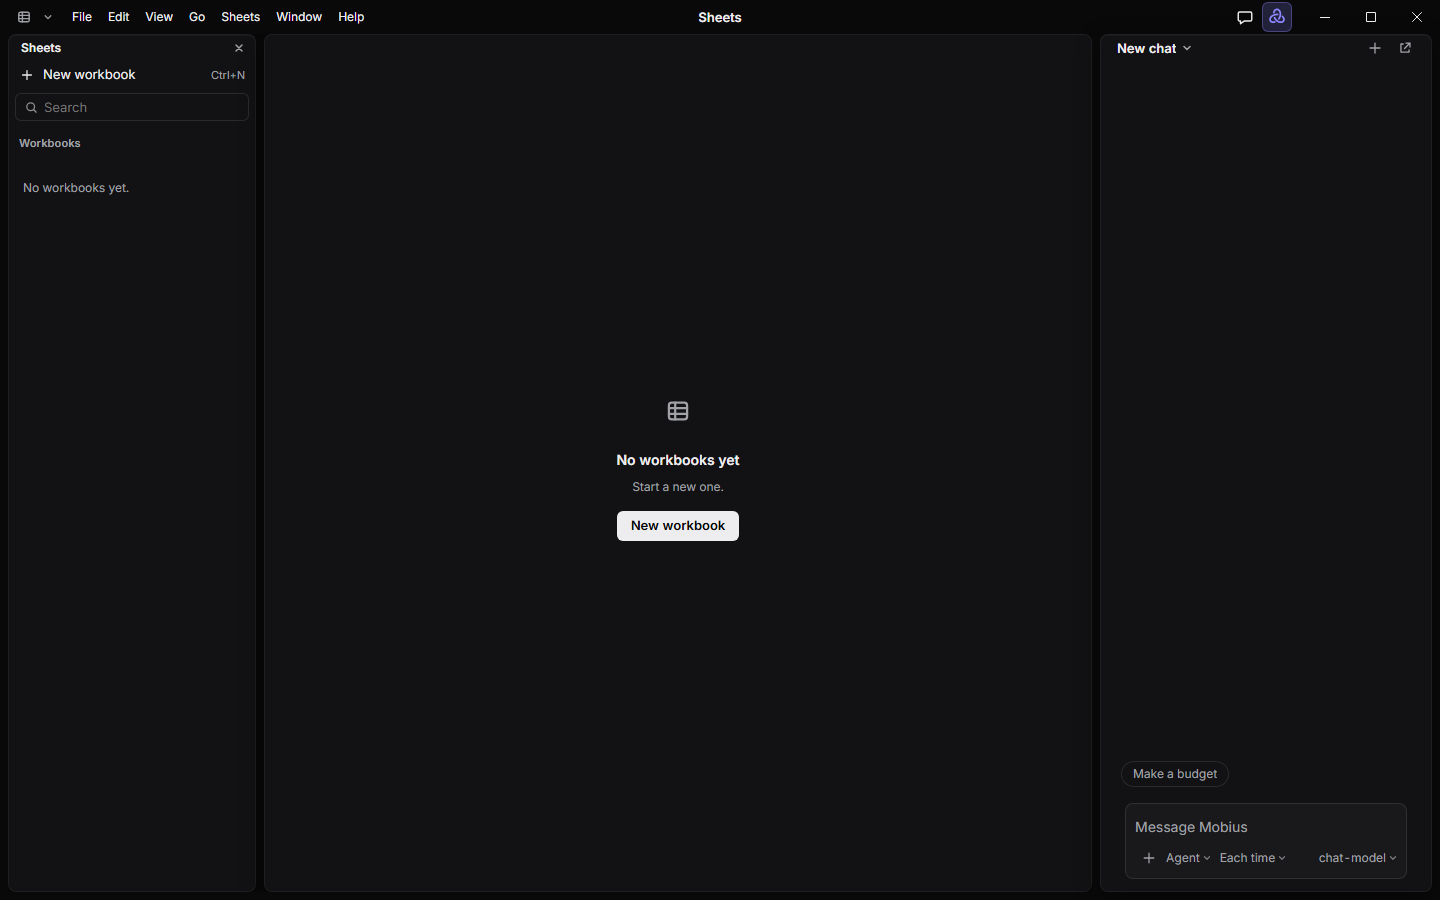 File Edit View Go Sheets Window Help
Sheets
Sheets
New workbook Ctrl+N
Search
Workbooks
No workbooks yet.
No workbooks yet
Start a new one.
New workbook
New chat
Make a budget
Message Mobius
Agent Each time chat-model